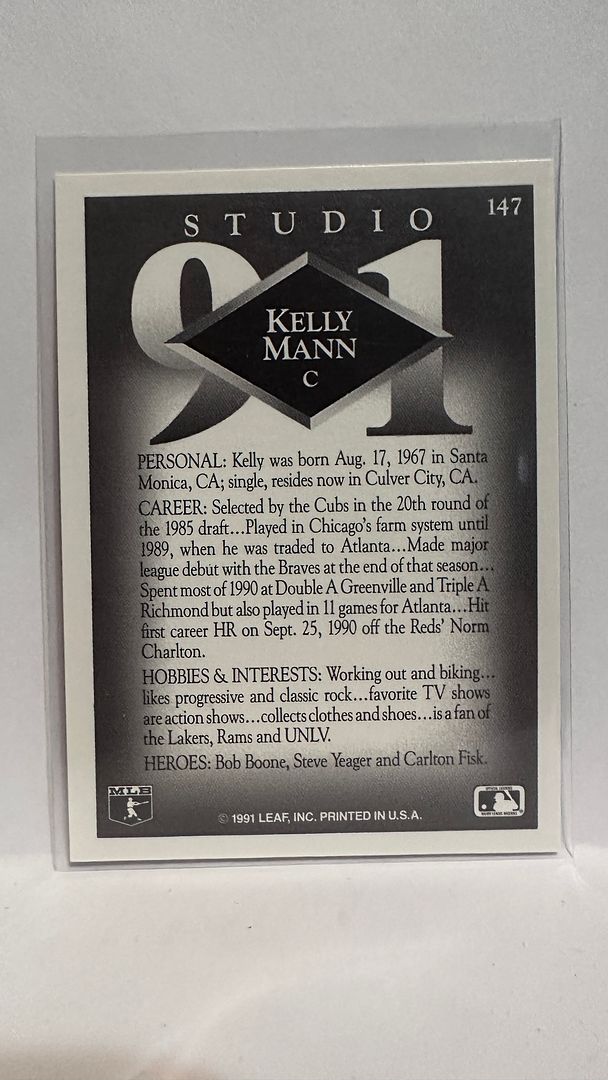 147
STUDIO
91
KELLY
MANN
C
PERSONAL: Kelly was born Aug. 17, 1967 in Santa
Monica, CA; single, resides now in Culver City, CA.
CAREER: Selected by the Cubs in the 20th round of
the 1985 draft...Played in Chicago's farm system until
1989, when he was traded to Atlanta...Made major
league debut with the Braves at the end of that season...
Spent most of 1990 at Double A Greenville and Triple A
Richmond but also played in 11 games for Atlanta...Hit
first career HR on Sept. 25, 1990 off the Reds' Norm
Charlton.
HOBBIES & INTERESTS: Working out and biking...
likes progressive and classic rock...favorite TV shows
are action shows...collects clothes and shoes...is a fan of
the Lakers, Rams and UNLV.
HEROES: Bob Boone, Steve Yeager and Carlton Fisk.
MLB
© 1991 LEAF, INC. PRINTED IN U.S.A.